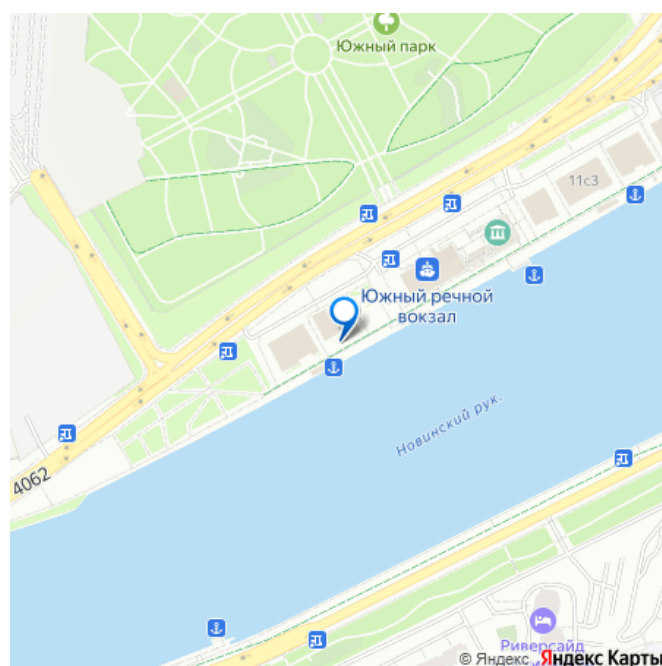 Южный парк
11с3
Южный речной
вокзал
Новинский рук.
4062
Риверсайд
© Яндекс Яндекс Карты